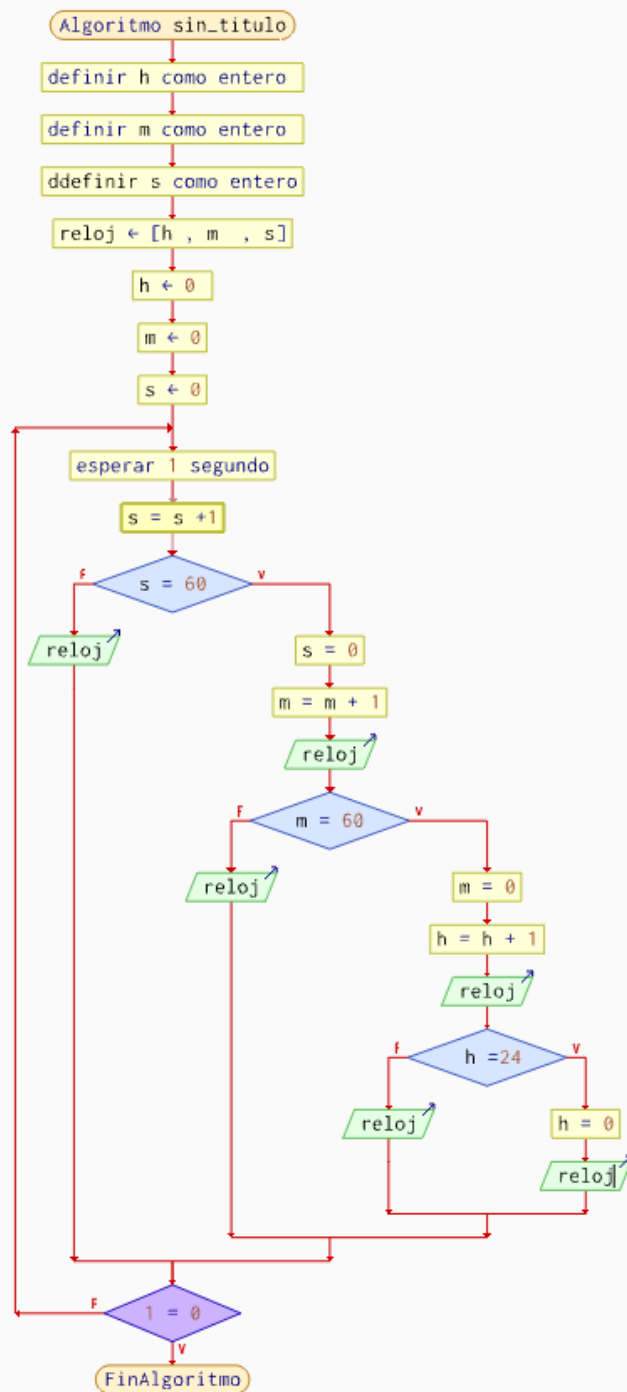 Algoritmo sin_titulo
definir h como entero
definir m como entero
ddefinir s como entero
reloj ← [h , m , s]
h ← 0
m ← 0
s ← 0
esperar 1 segundo
s = s +1
F
s = 60
V
reloj
s = 0
m = m + 1
reloj
F
m = 60
V
reloj
m = 0
h = h + 1
reloj
F
h =24
V
reloj
h = 0
reloj
F
1 = 0
V
FinAlgoritmo